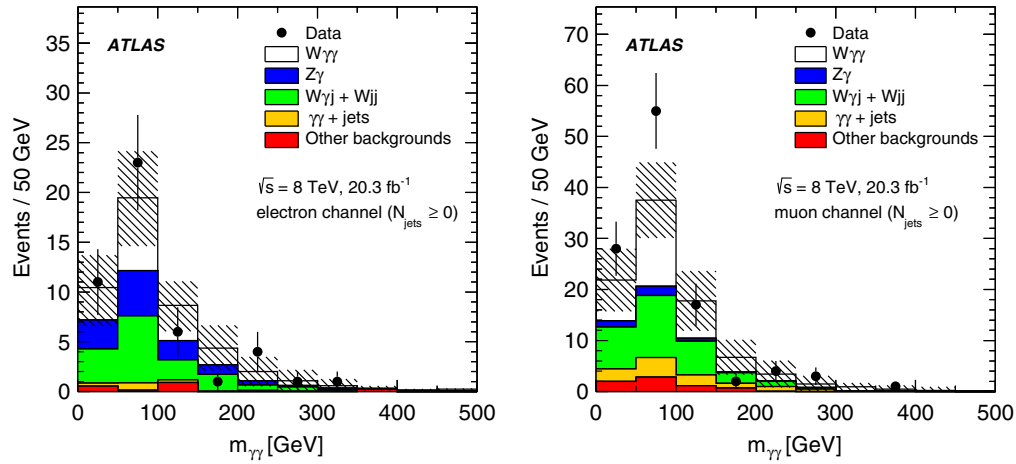 ATLAS
Data
Wγγ
Zγ
Wγj + Wjj
γγ + jets
Other backgrounds
√s = 8 TeV, 20.3 fb⁻¹
electron channel (N_jets ≥ 0)
Events / 50 GeV
35
30
25
20
15
10
5
0
0 100 200 300 400 500
m_γγ [GeV]
ATLAS
Data
Wγγ
Zγ
Wγj + Wjj
γγ + jets
Other backgrounds
√s = 8 TeV, 20.3 fb⁻¹
muon channel (N_jets ≥ 0)
Events / 50 GeV
70
60
50
40
30
20
10
0
0 100 200 300 400 500
m_γγ [GeV]